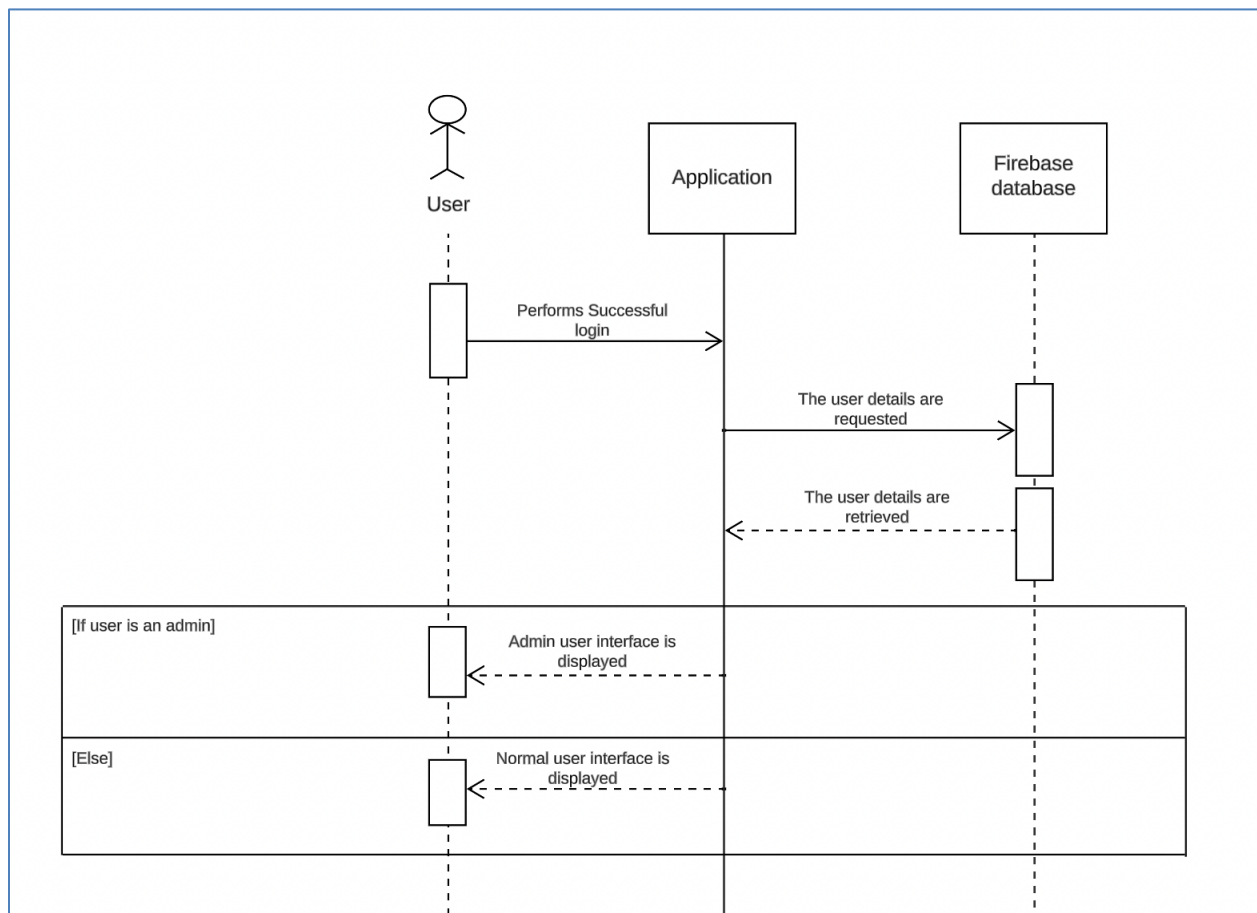 User
Application
Firebase
database
Performs Successful
login
The user details are
requested
The user details are
retrieved
[If user is an admin]
Admin user interface is
displayed
[Else]
Normal user interface is
displayed